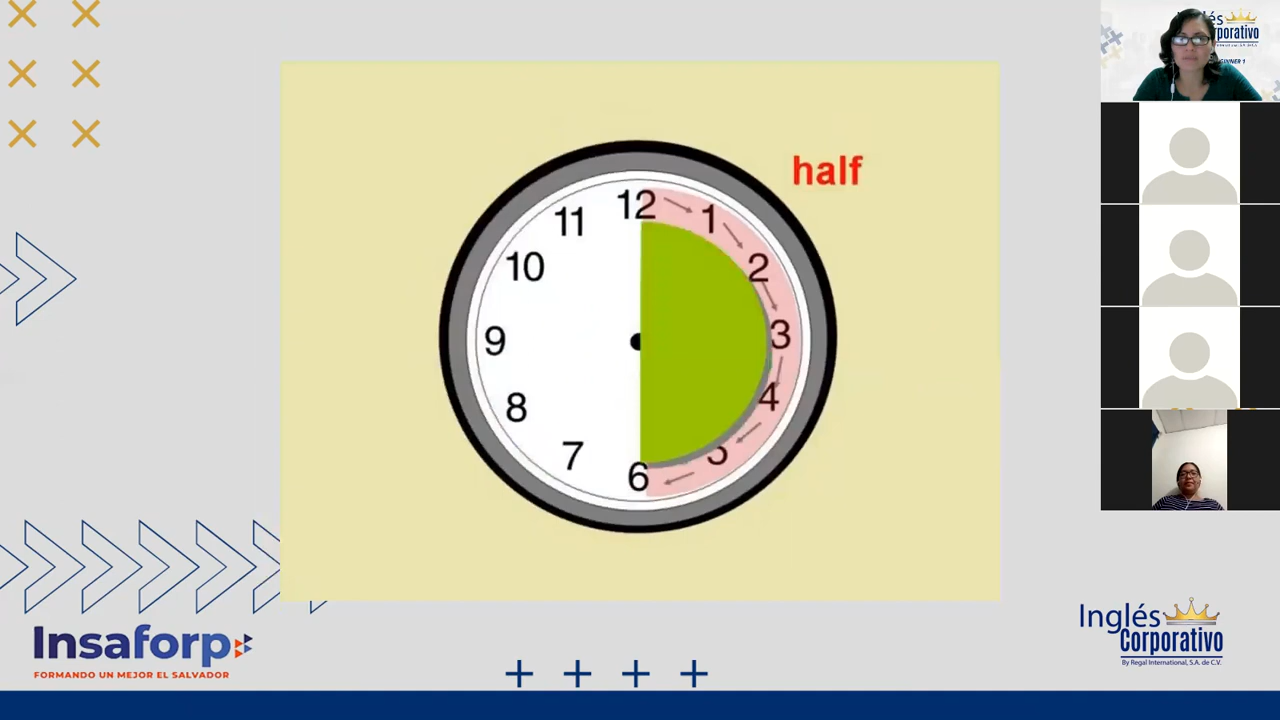 half
12
1
2
3
4
5
6
7
8
9
10
11
Insaforp
FORMANDO UN MEJOR EL SALVADOR
Inglés
Corporativo
By Regal International, S.A. de C.V.